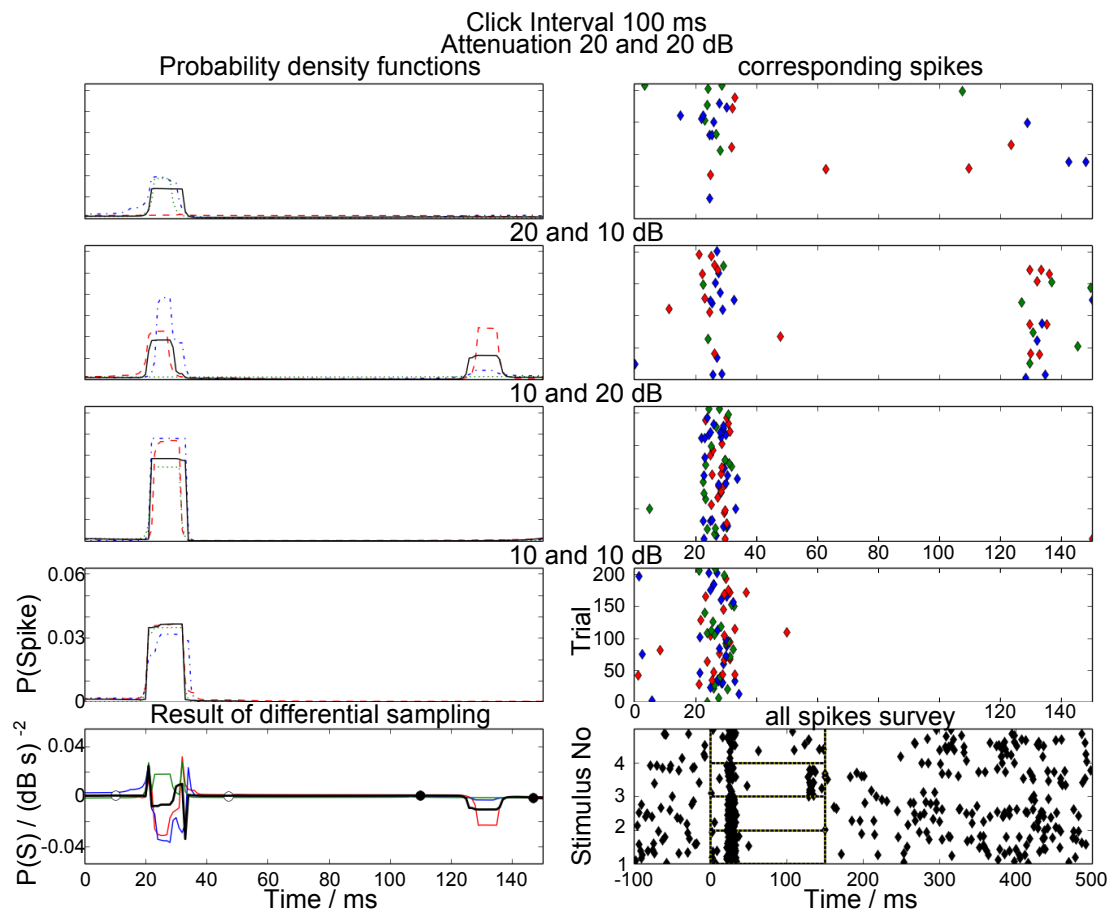 Click Interval 100 ms
Attenuation 20 and 20 dB
Probability density functions
corresponding spikes
20 and 10 dB
10 and 20 dB
20 40 60 80 100 120 140
10 and 10 dB
P(Spike)
0.06
0.03
0
Trial
200
150
100
50
0
0 20 140
Result of differential sampling
all spikes survey
P(S) / (dB s) -2
0.04
0
-0.04
0 20 40 60 80 100 120 140
Time / ms
Stimulus No
4
3
2
1
-100 0 100 200 300 400 500
Time / ms